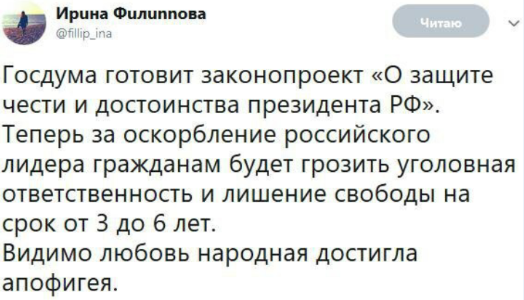 Ирина Филиппова
@fillip_ina
Читаю
Госдума готовит законопроект «О защите
чести и достоинства президента РФ».
Теперь за оскорбление российского
лидера гражданам будет грозить уголовная
ответственность и лишение свободы на
срок от 3 до 6 лет.
Видимо любовь народная достигла
апофигея.